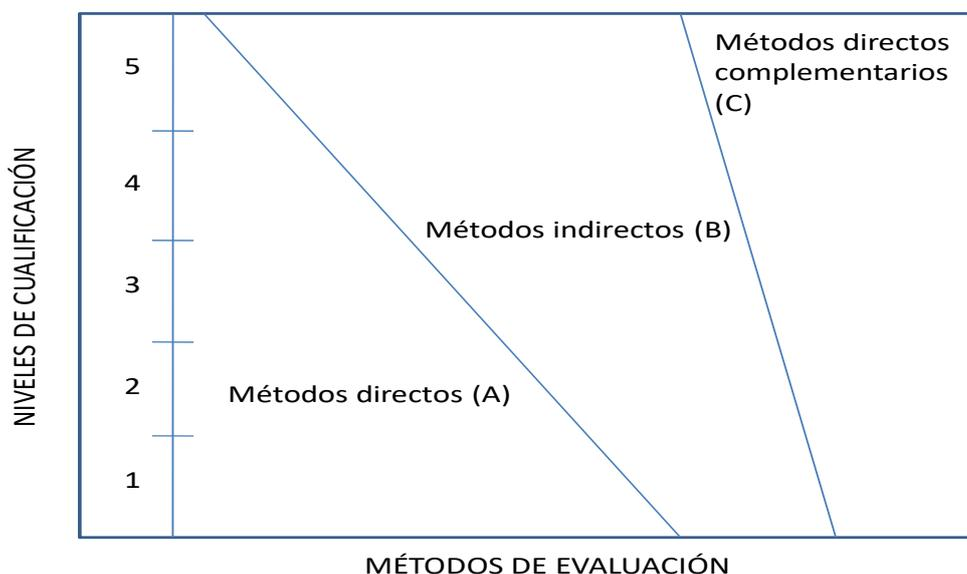 NIVELES DE CUALIFICACIÓN
5
4
3
2
1
Métodos directos
complementarios
(C)
Métodos indirectos (B)
Métodos directos (A)
MÉTODOS DE EVALUACIÓN